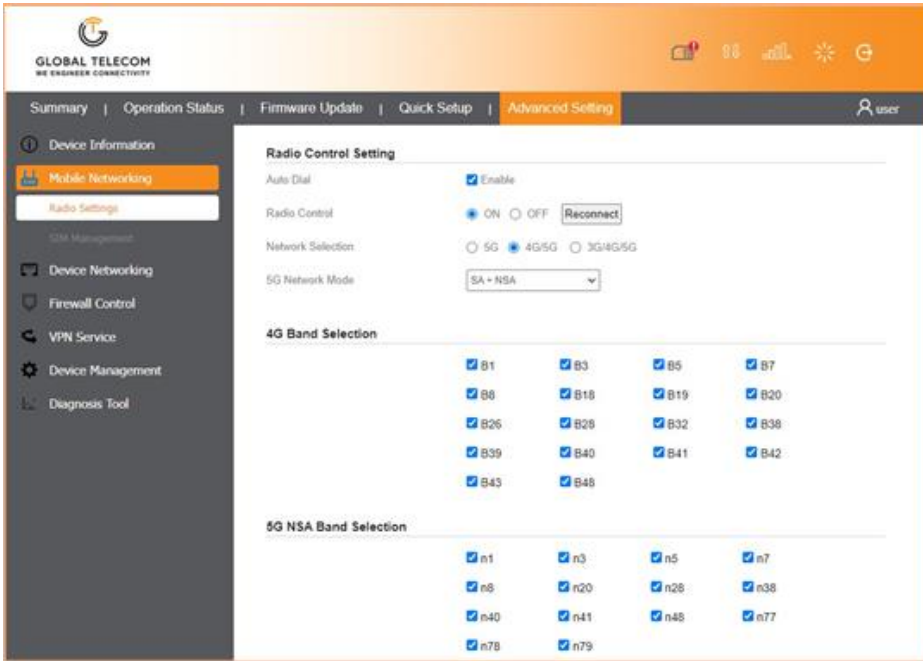 GLOBAL TELECOM
WE ENGINEER CONNECTIVITY
Summary | Operation Status | Firmware Update | Quick Setup | Advanced Setting user
Device Information
Mobile Networking
Radio Settings
SIM Management
Device Networking
Firewall Control
VPN Service
Device Management
Diagnosis Tool
Radio Control Setting
Auto Dial Enable
Radio Control ON OFF Reconnect
Network Selection 5G 4G/5G 3G/4G/5G
5G Network Mode SA + NSA
4G Band Selection
B1 B3 B5 B7
B8 B18 B19 B20
B26 B28 B32 B38
B39 B40 B41 B42
B43 B48
5G NSA Band Selection
n1 n3 n5 n7
n8 n20 n28 n38
n40 n41 n48 n77
n78 n79